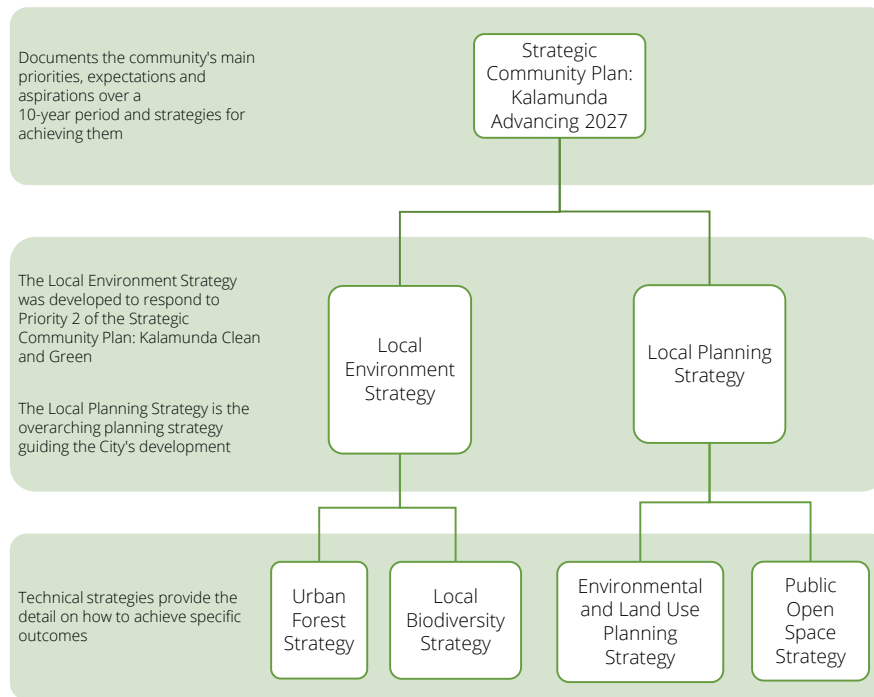 Documents the community's main
priorities, expectations and
aspirations over a
10-year period and strategies for
achieving them
Strategic
Community Plan:
Kalamunda
Advancing 2027
The Local Environment Strategy
was developed to respond to
Priority 2 of the Strategic
Community Plan: Kalamunda Clean
and Green
The Local Planning Strategy is the
overarching planning strategy
guiding the City's development
Local
Environment
Strategy
Local Planning
Strategy
Technical strategies provide the
detail on how to achieve specific
outcomes
Urban
Forest
Strategy
Local
Biodiversity
Strategy
Environmental
and Land Use
Planning
Strategy
Public
Open
Space
Strategy